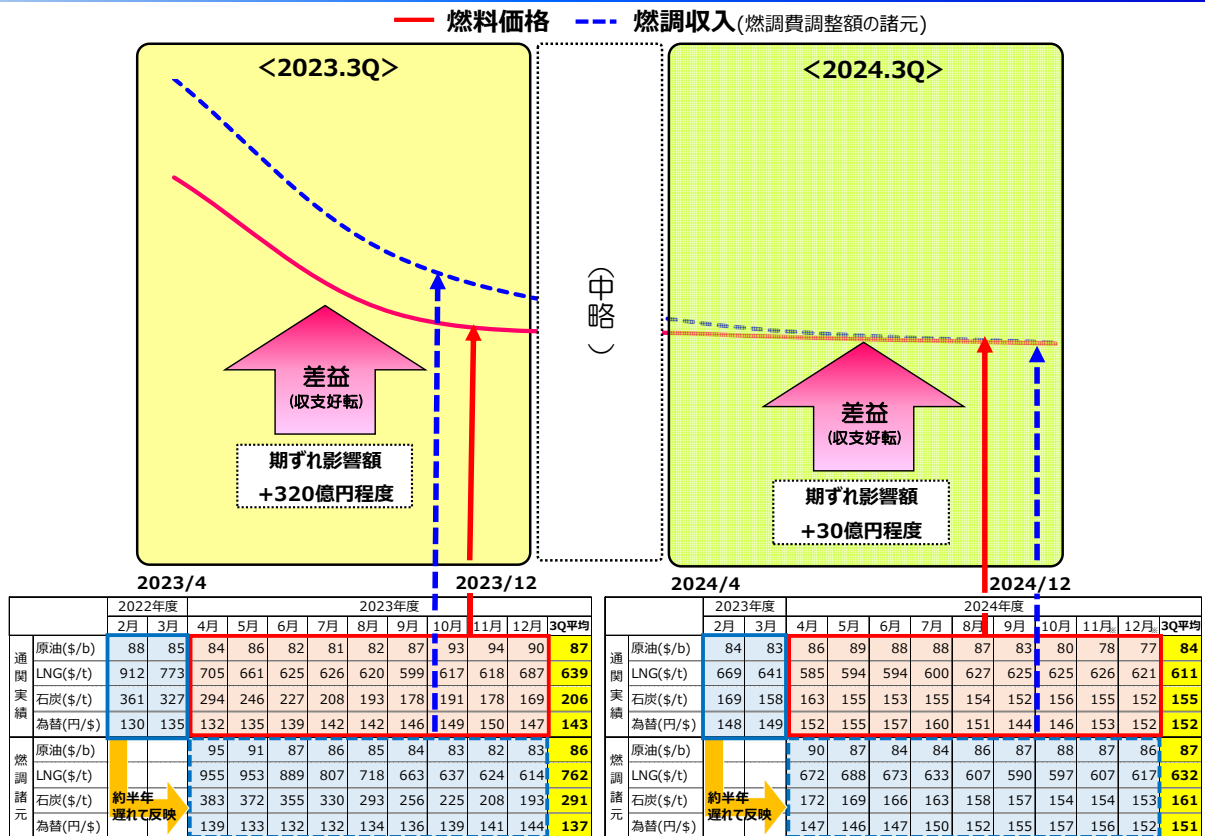 燃料価格 燃調収入(燃調費調整額の諸元)
<2023.3Q>
差益
(収支好転)
期ずれ影響額
+320億円程度
(中略)
<2024.3Q>
差益
(収支好転)
期ずれ影響額
+30億円程度
2023/4 2023/12
2022年度 2023年度
2月 3月 4月 5月 6月 7月 8月 9月 10月 11月 12月 3Q平均
通関実績
原油($/b) 88 85 84 86 82 81 82 87 93 94 90 87
LNG($/t) 912 773 705 661 625 626 620 599 617 618 687 639
石炭($/t) 361 327 294 246 227 208 193 178 191 178 169 206
為替(円/$) 130 135 132 135 139 142 142 146 149 150 147 143
燃調諸元
原油($/b) 95 91 87 86 85 84 83 82 83 86
LNG($/t) 955 953 889 807 718 663 637 624 614 762
石炭($/t) 383 372 355 330 293 256 225 208 193 291
為替(円/$) 139 133 132 132 134 136 139 141 144 137
約半年
遅れて反映
2024/4 2024/12
2023年度 2024年度
2月 3月 4月 5月 6月 7月 8月 9月 10月 11月※ 12月※ 3Q平均
通関実績
原油($/b) 84 83 86 89 88 88 87 83 80 78 77 84
LNG($/t) 669 641 585 594 594 600 627 625 625 626 621 611
石炭($/t) 169 158 163 155 153 155 154 152 156 155 152 155
為替(円/$) 148 149 152 155 157 160 151 144 146 153 152 152
燃調諸元
原油($/b) 90 87 84 84 86 87 88 87 86 87
LNG($/t) 672 688 673 633 607 590 597 607 617 632
石炭($/t) 172 169 166 163 158 157 154 154 153 161
為替(円/$) 147 146 147 150 152 155 157 156 152 151
約半年
遅れて反映